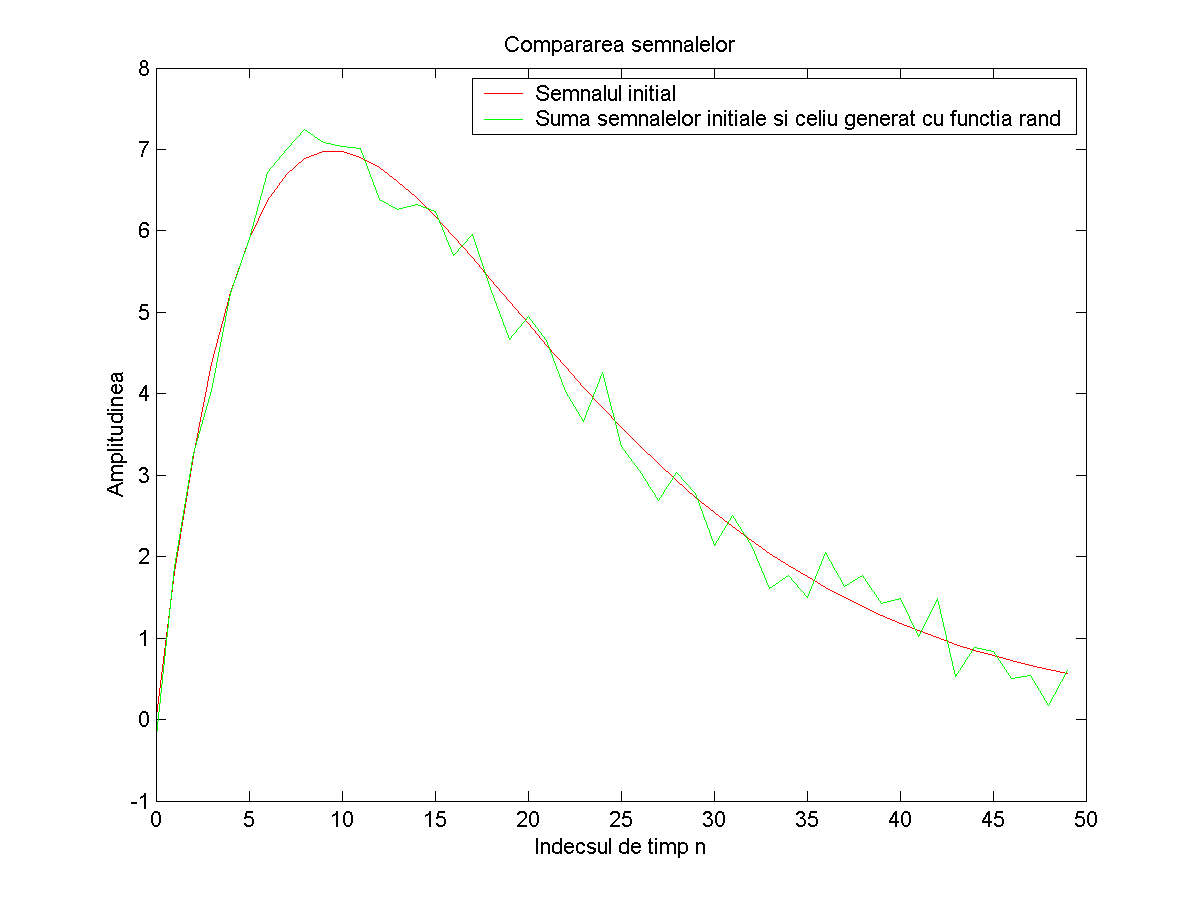 Compararea semnalelor
Semnalul initial
Suma semnalelor initiale si celiu generat cu functia rand
8
7
6
5
4
3
2
1
0
-1
Amplitudinea
0 5 10 15 20 25 30 35 40 45 50
Indecsul de timp n